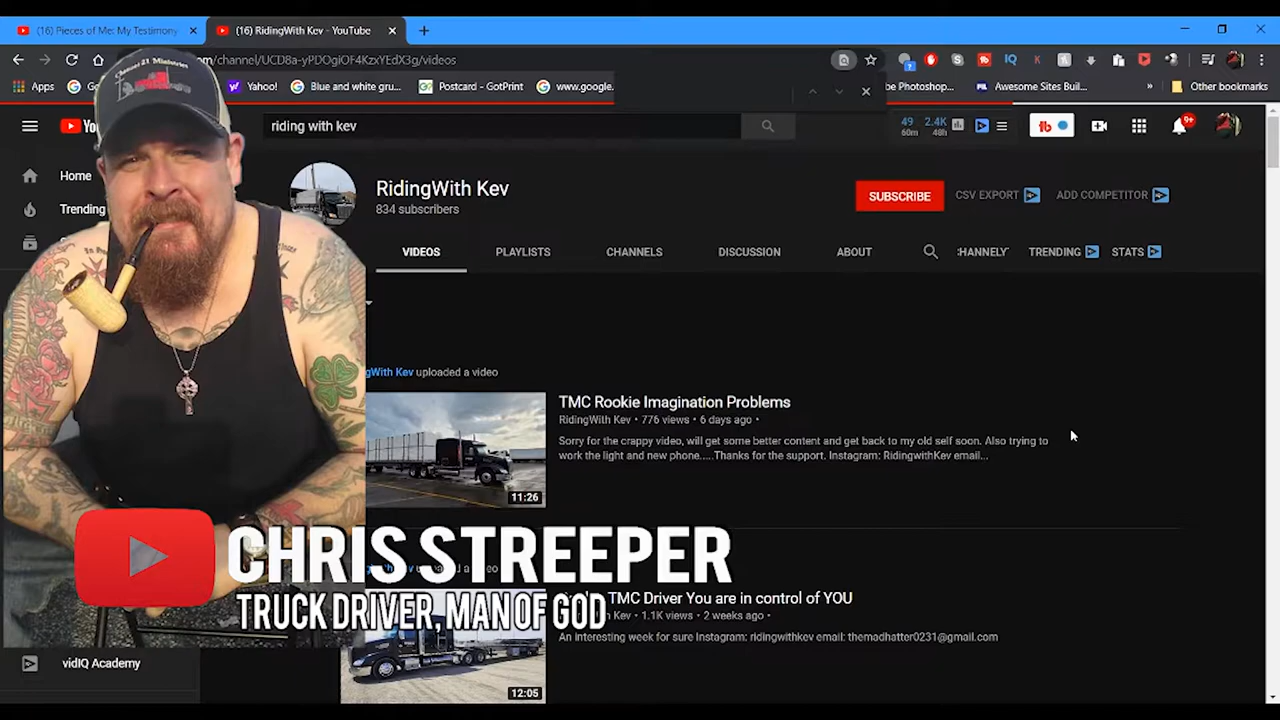 (16) Pieces of Me: My Testimony
(16) RidingWith Kev - YouTube
com/channel/UCD8a-yPDOgiOF4KzxYEdX3g/videos
Apps
Yahoo!
Blue and white gru...
Postcard - GotPrint
www.google.
be Photoshop...
Awesome Sites Buil...
Other bookmarks
riding with kev
49
60m
2.4K
48h
9+
Home
Trending
RidingWith Kev
834 subscribers
SUBSCRIBE
CSV EXPORT
ADD COMPETITOR
VIDEOS
PLAYLISTS
CHANNELS
DISCUSSION
ABOUT
CHANNELY
TRENDING
STATS
gWith Kev uploaded a video
TMC Rookie Imagination Problems
RidingWith Kev • 776 views • 6 days ago •
Sorry for the crappy video, will get some better content and get back to my old self soon. Also trying to
work the light and new phone.....Thanks for the support. Instagram: RidingwithKev email...
11:26
CHRIS STREEPER
TRUCK DRIVER, MAN OF GOD
TMC Driver You are in control of YOU
Kev • 1.1K views • 2 weeks ago •
An interesting week for sure Instagram: ridingwithkev email: themadhatter0231@gmail.com
12:05
vidIQ Academy